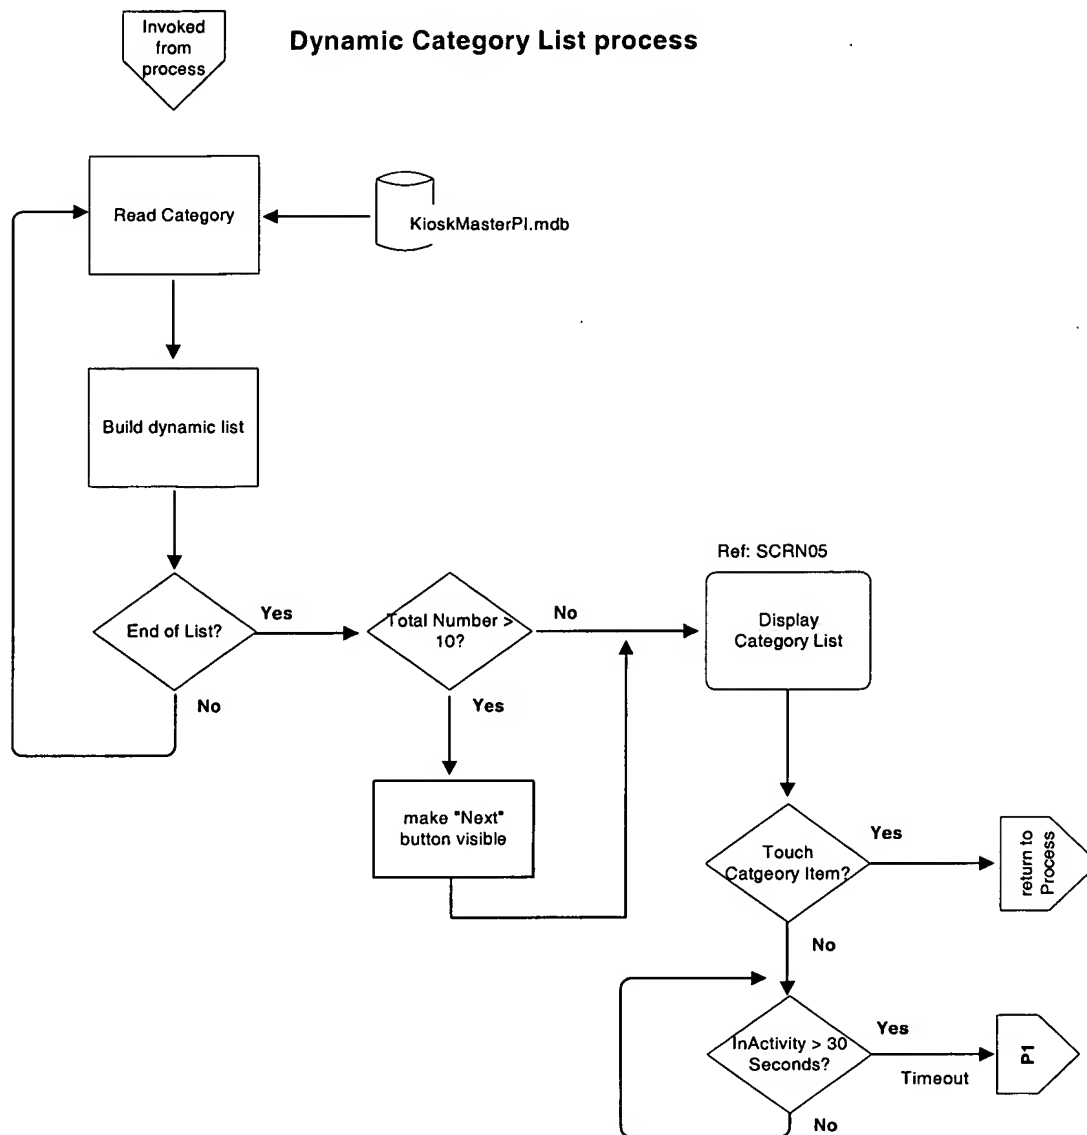 Invoked
from
process
Dynamic Category List process
Read Category
KioskMasterPI.mdb
Build dynamic list
Ref: SCRN05
End of List?
Yes
No
Total Number >
10?
No
Yes
Display
Category List
make "Next"
button visible
Touch
Catgeory Item?
Yes
No
return to
Process
InActivity > 30
Seconds?
Yes
Timeout
No
P1